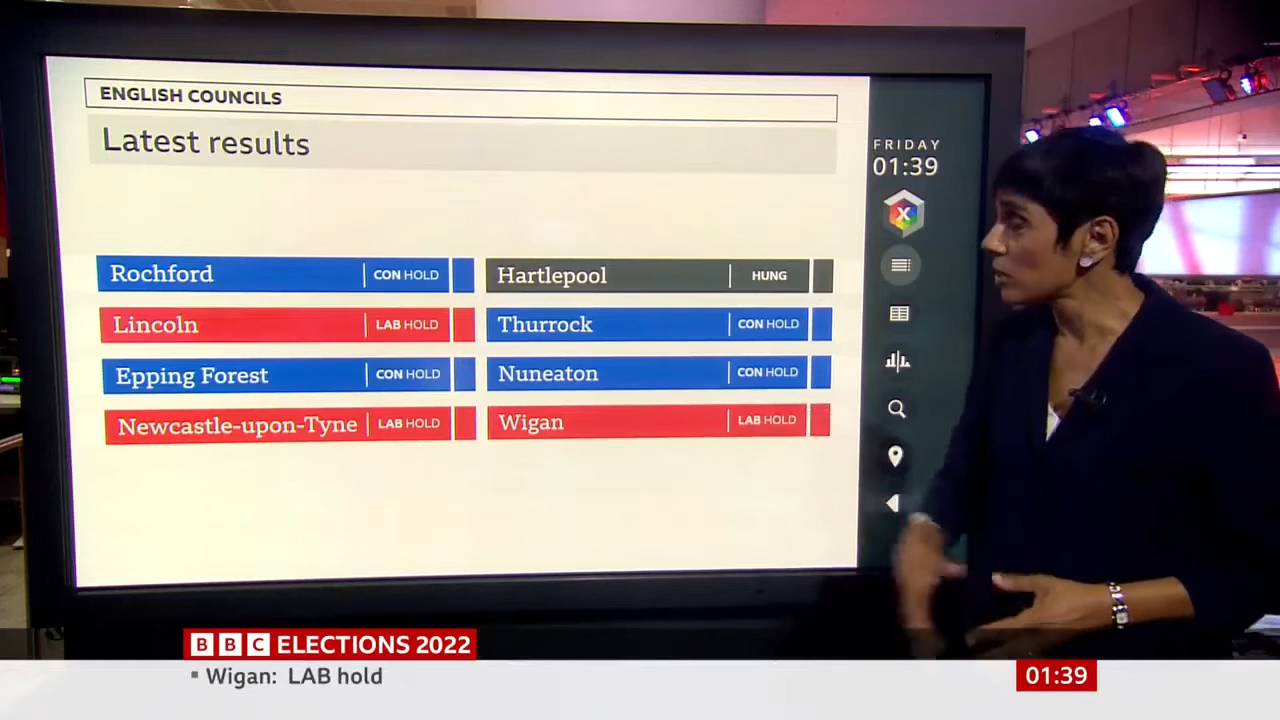 ENGLISH COUNCILS
Latest results
FRIDAY
01:39
X
Rochford CON HOLD
Hartlepool HUNG
Lincoln LAB HOLD
Thurrock CON HOLD
Epping Forest CON HOLD
Nuneaton CON HOLD
Newcastle-upon-Tyne LAB HOLD
Wigan LAB HOLD
BBC ELECTIONS 2022
Wigan: LAB hold
01:39